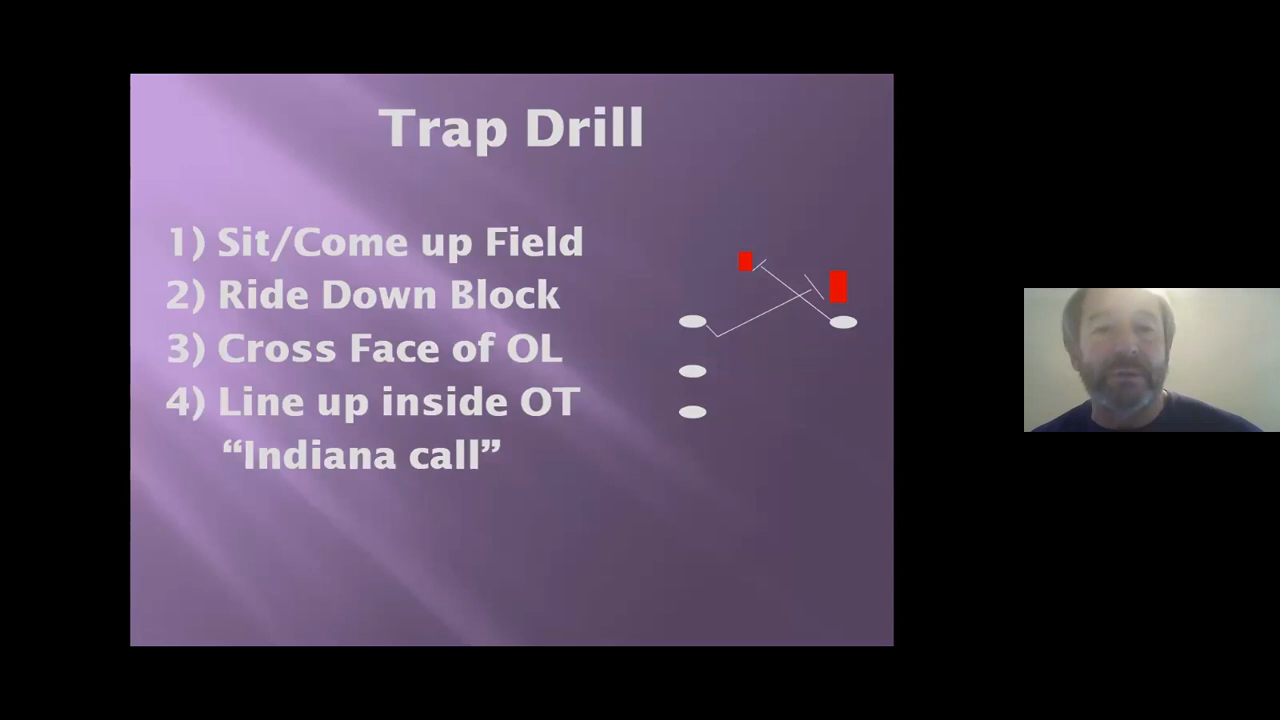 Trap Drill
1) Sit/Come up Field
2) Ride Down Block
3) Cross Face of OL
4) Line up inside OT
“Indiana call”